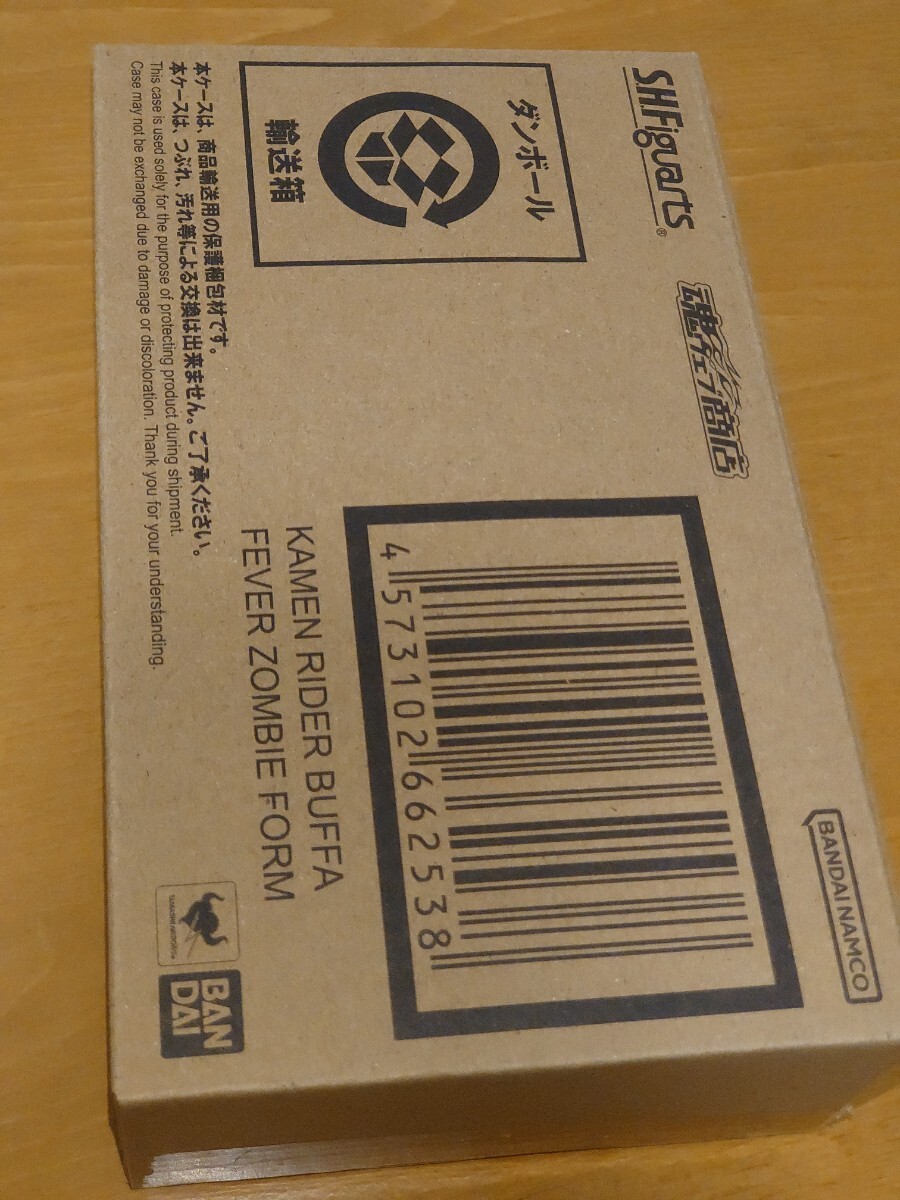 S.H.Figuarts®
魂ウェブ商店
BANDAI NAMCO
ダンボール
輸送箱
4 573102 662538
KAMEN RIDER BUFFA
FEVER ZOMBIE FORM
本ケースは、商品輸送用の保護梱包材です。
本ケースは、つぶれ、汚れ等による交換は出来ません。ご了承ください。
This case is used solely for the purpose of protecting product during shipment.
Case may not be exchanged due to damage or discoloration. Thank you for your understanding.
TAMASHII NATIONS
BAN
DAI